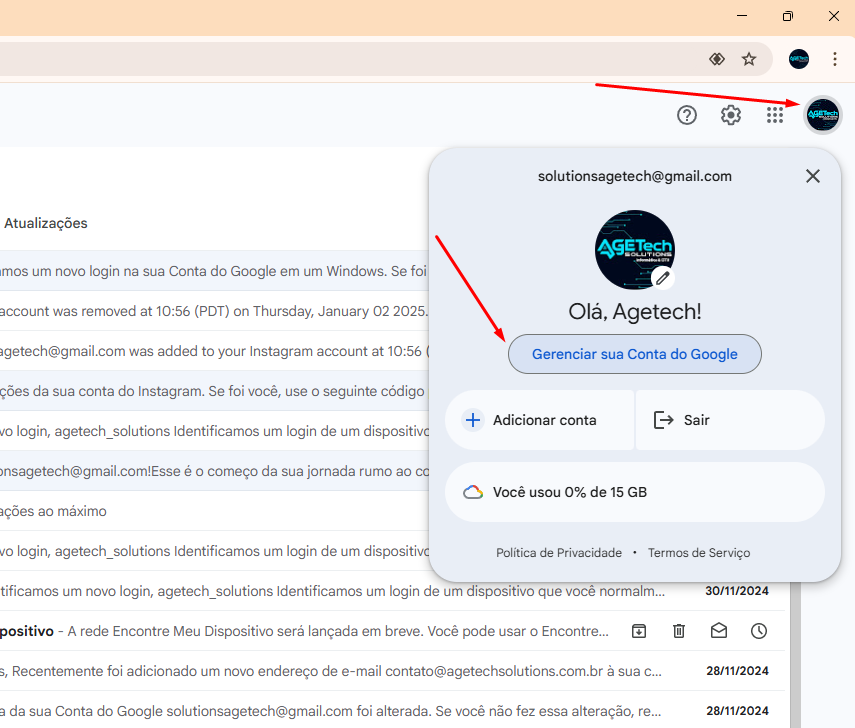 AGETech
SOLUTIONS
solutionsagetech@gmail.com
AGETech
SOLUTIONS
Olá, Agetech!
Gerenciar sua Conta do Google
Adicionar conta
Sair
Você usou 0% de 15 GB
Política de Privacidade • Termos de Serviço
Atualizações
amos um novo login na sua Conta do Google em um Windows. Se foi
account was removed at 10:56 (PDT) on Thursday, January 02 2025.
agetech@gmail.com was added to your Instagram account at 10:56 (
ções da sua conta do Instagram. Se foi você, use o seguinte código
vo login, agetech_solutions Identificamos um login de um dispositivo
onsagetech@gmail.com!Esse é o começo da sua jornada rumo ao co
ações ao máximo
vo login, agetech_solutions Identificamos um login de um dispositivo
tificamos um novo login, agetech_solutions Identificamos um login de um dispositivo que você normalm... 30/11/2024
positivo - A rede Encontre Meu Dispositivo será lançada em breve. Você pode usar o Encontre...
s, Recentemente foi adicionado um novo endereço de e-mail contato@agetechsolutions.com.br à sua c... 28/11/2024
a da sua Conta do Google solutionsagetech@gmail.com foi alterada. Se você não fez essa alteração, re... 28/11/2024